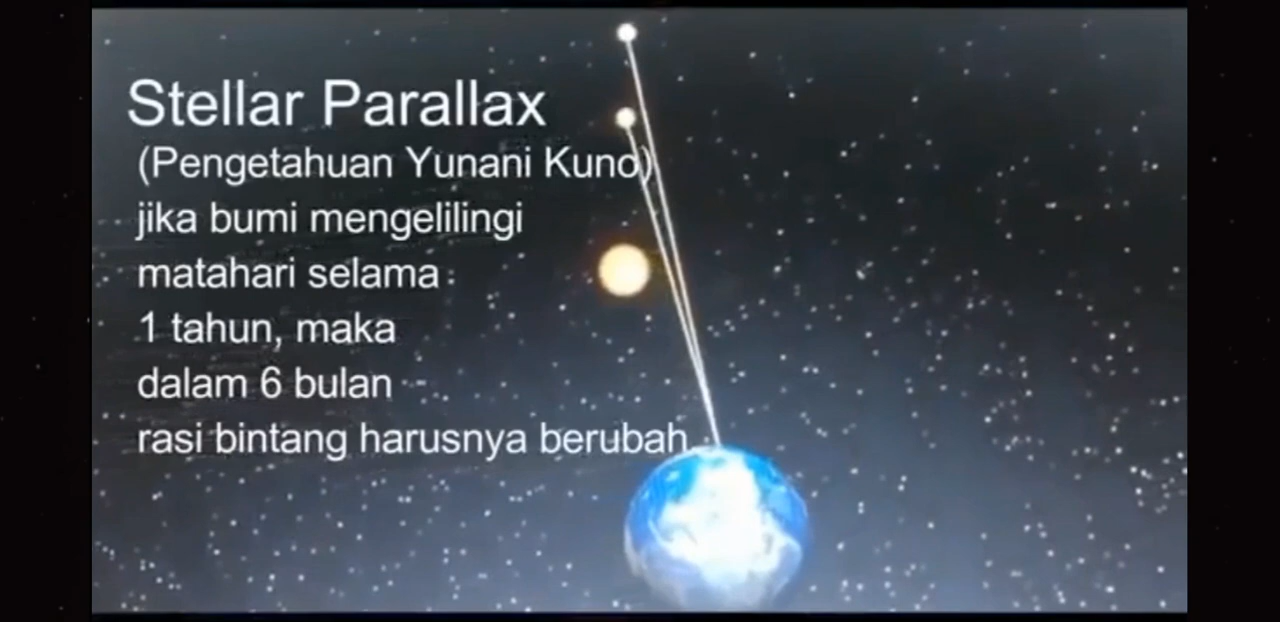 Stellar Parallax
(Pengetahuan Yunani Kuno)
jika bumi mengelilingi
matahari selama
1 tahun, maka
dalam 6 bulan
rasi bintang harusnya berubah